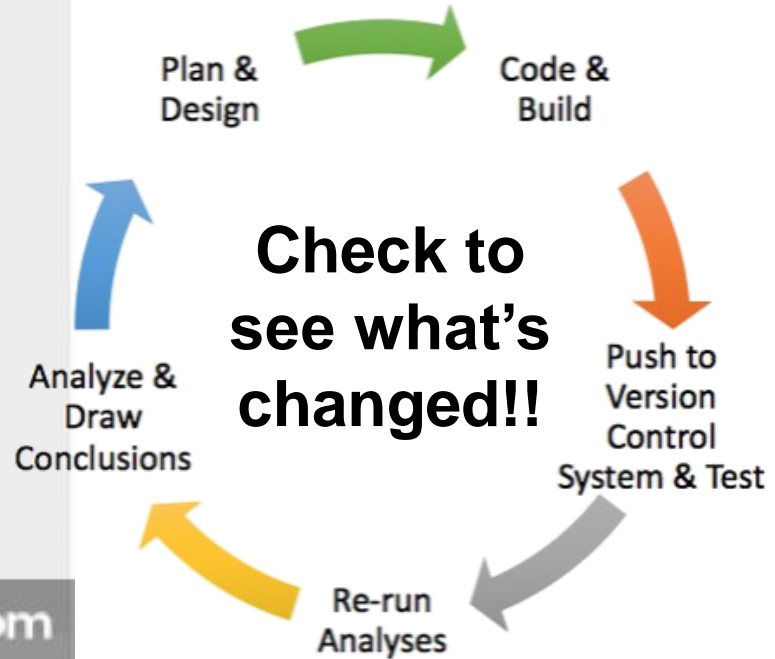 Plan &
Design
Code &
Build
Check to
see what's
changed!!
Push to
Version
Control
System & Test
Analyze &
Draw
Conclusions
Re-run
Analyses